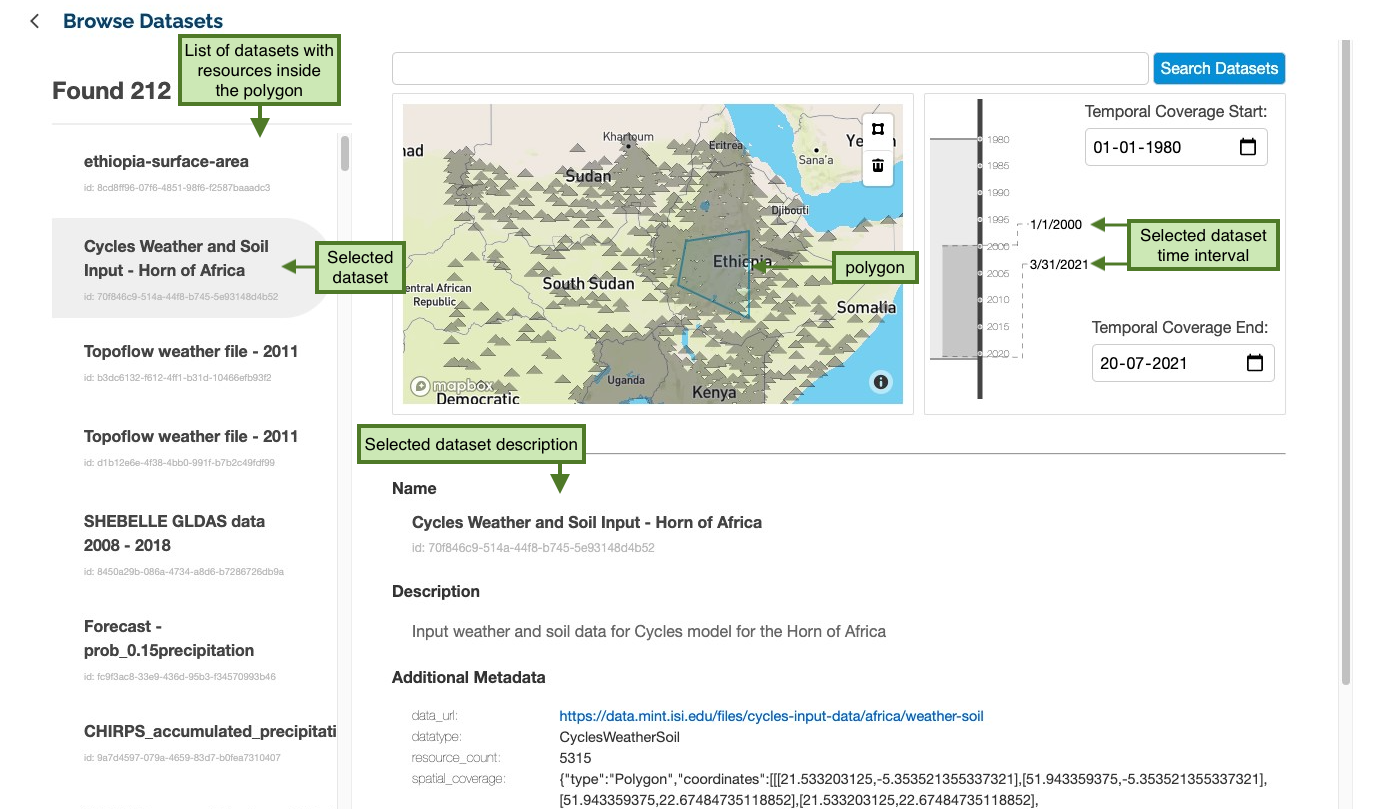 Browse Datasets
List of datasets with
resources inside
the polygon
Found 212
ethiopia-surface-area
id: 8cd8ff96-07f6-4851-98f6-f2587baaadc3
Cycles Weather and Soil
Input - Horn of Africa
id: 70f846c9-514a-44f8-b745-5e93148d4b52
Selected
dataset
Topoflow weather file - 2011
id: b3dc6132-f612-4ff1-b31d-10466efb93f2
Topoflow weather file - 2011
id: d1b12e6e-4f38-4bb0-991f-b7b2c49fdf99
SHEBELLE GLDAS data
2008 - 2018
id: 8450a29b-086a-4734-a8d6-b7286726db9a
Forecast -
prob_0.15precipitation
id: fc9f3ac8-33e9-436d-95b3-f34570993b46
CHIRPS_accumulated_precipitati
id: 9a7d4597-079a-4659-83d7-b0fea7310407
Search Datasets
Khartoum
Eritrea
Sana'a
Sudan
Djibouti
Ethiopia
polygon
South Sudan
entral African
Republic
Somalia
Uganda
Kenya
mapbox
Democratic
Temporal Coverage Start:
01-01-1980
1980
1985
1990
1995
1/1/2000
2000
3/31/2021
2005
2010
2015
2020
Selected dataset
time interval
Temporal Coverage End:
20-07-2021
Selected dataset description
Name
Cycles Weather and Soil Input - Horn of Africa
id: 70f846c9-514a-44f8-b745-5e93148d4b52
Description
Input weather and soil data for Cycles model for the Horn of Africa
Additional Metadata
data_url: https://data.mint.isi.edu/files/cycles-input-data/africa/weather-soil
datatype: CyclesWeatherSoil
resource_count: 5315
spatial_coverage: {"type":"Polygon","coordinates":[[[21.533203125,-5.353521355337321],[51.943359375,-5.353521355337321],
[51.943359375,22.67484735118852],[21.533203125,22.67484735118852],